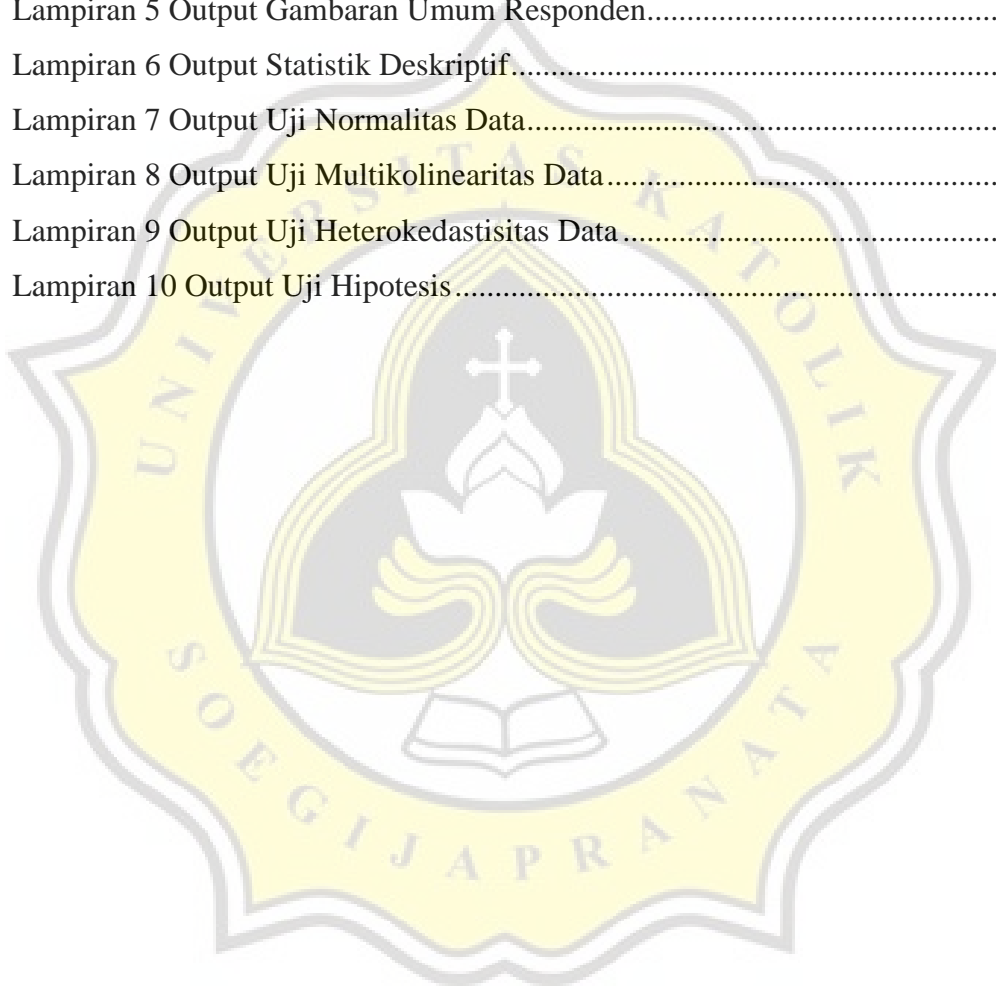 Lampiran 5 Output Gambaran Umum Responden..........................................
Lampiran 6 Output Statistik Deskriptif............................................................
Lampiran 7 Output Uji Normalitas Data..........................................................
Lampiran 8 Output Uji Multikolinearitas Data................................................
Lampiran 9 Output Uji Heterokedastisitas Data..............................................
Lampiran 10 Output Uji Hipotesis...................................................................
UNIVERSITAS KATOLIK
SOEGIJAPRANATA